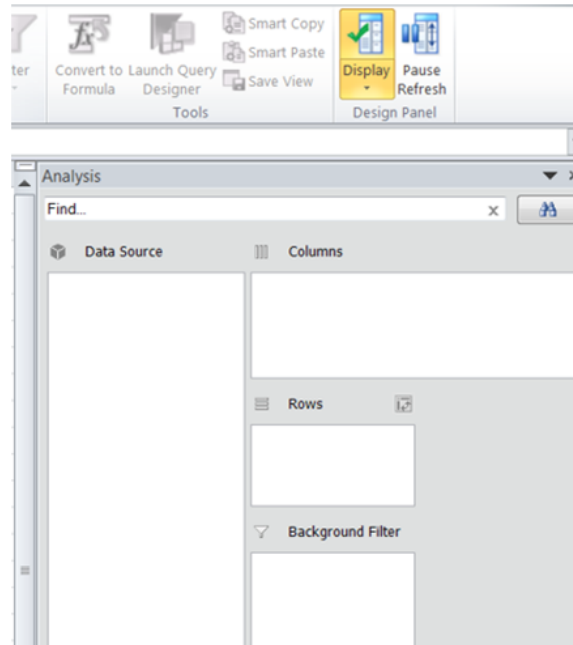 ter
Convert to
Formula
Launch Query
Designer
Smart Copy
Smart Paste
Save View
Tools
Display
Pause
Refresh
Design Panel
Analysis
Find...
Data Source
Columns
Rows
Background Filter